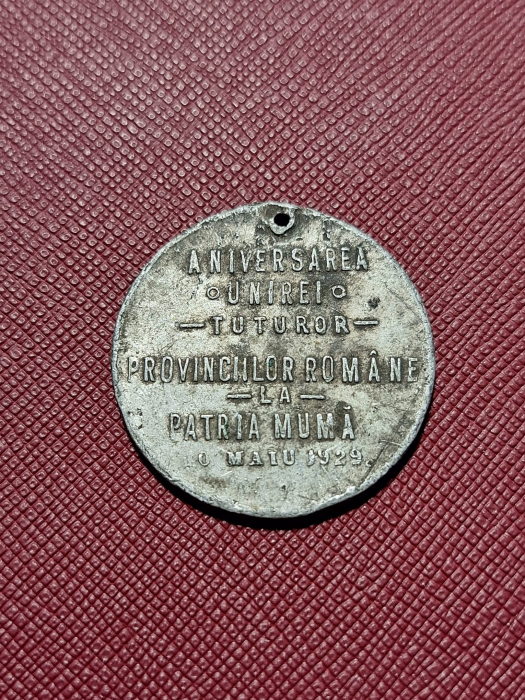 ANIVERSAREA
UNIREI
—TUTUROR—
PROVINCIILOR ROMÂNE
—LA—
PATRIA MUMĂ
10 MAIU 1929.